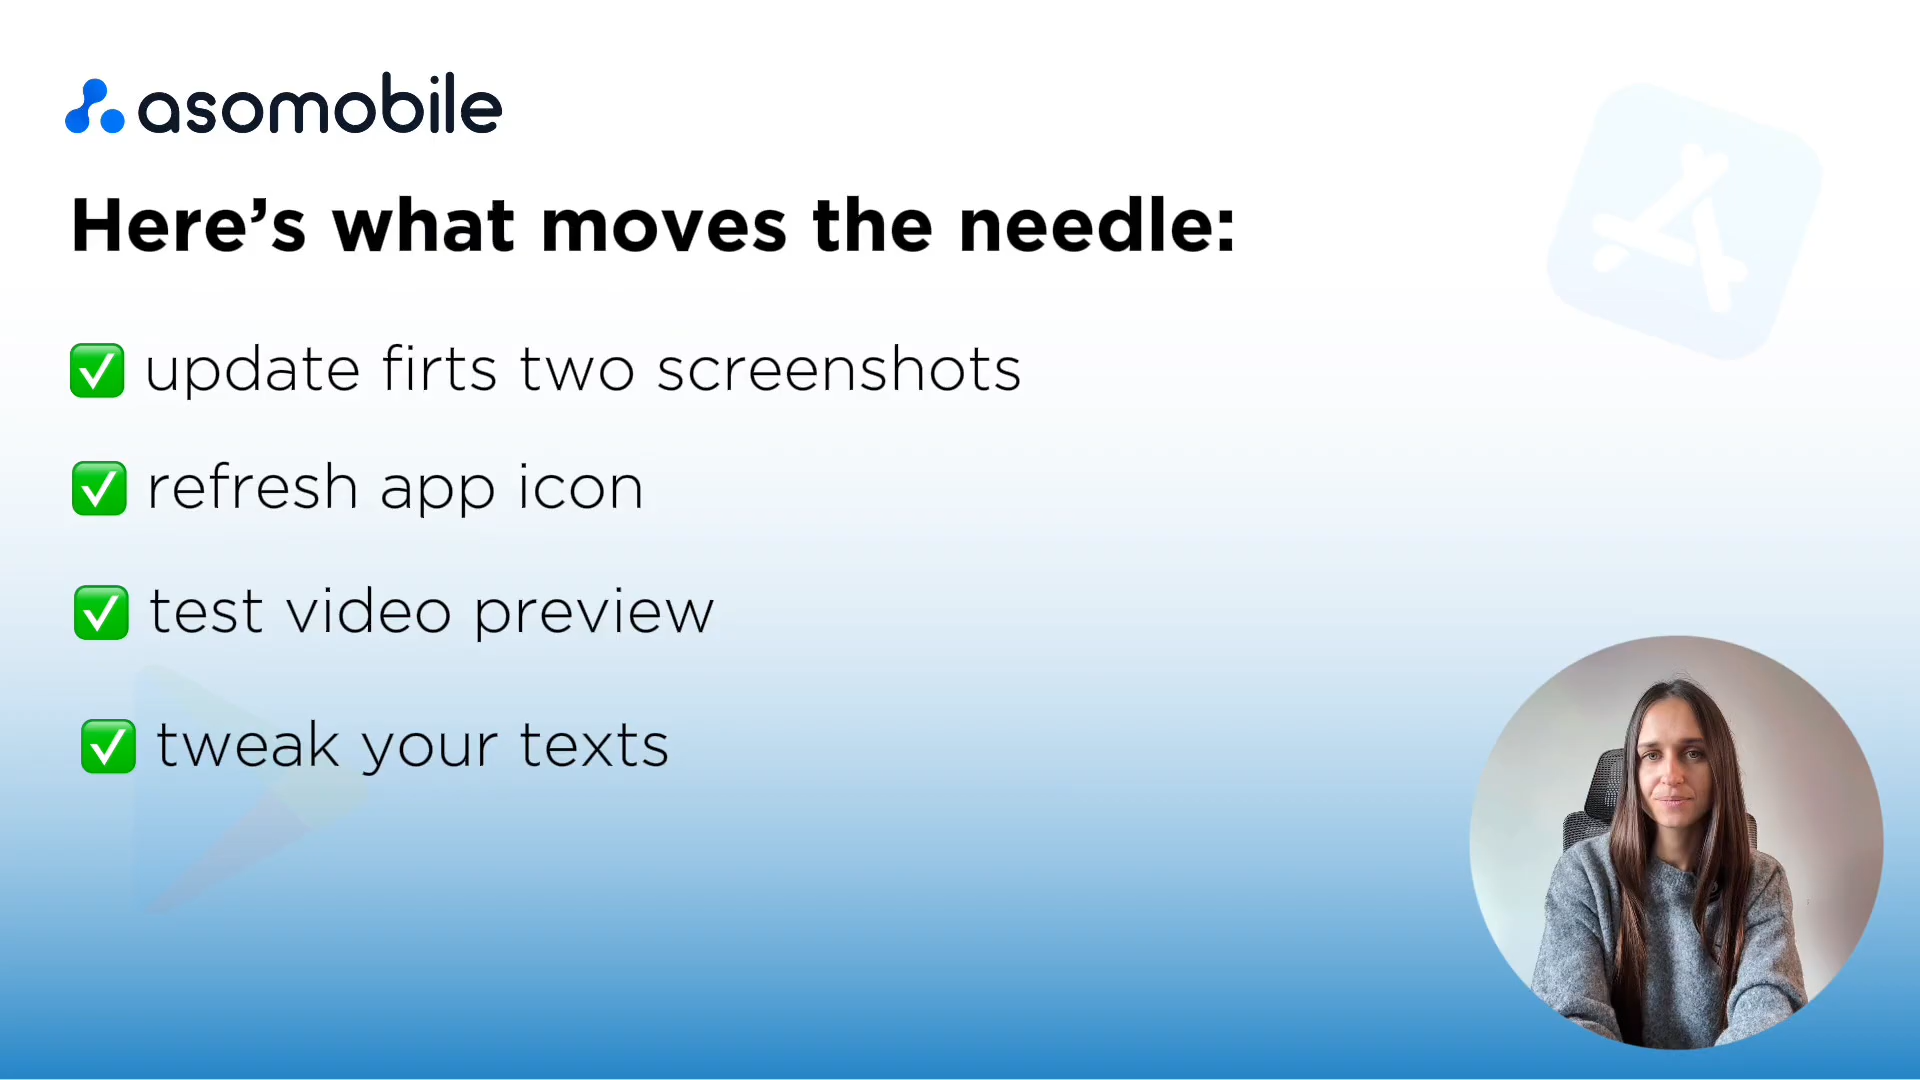 asomobile
Here’s what moves the needle:
✅ update firts two screenshots
✅ refresh app icon
✅ test video preview
✅ tweak your texts